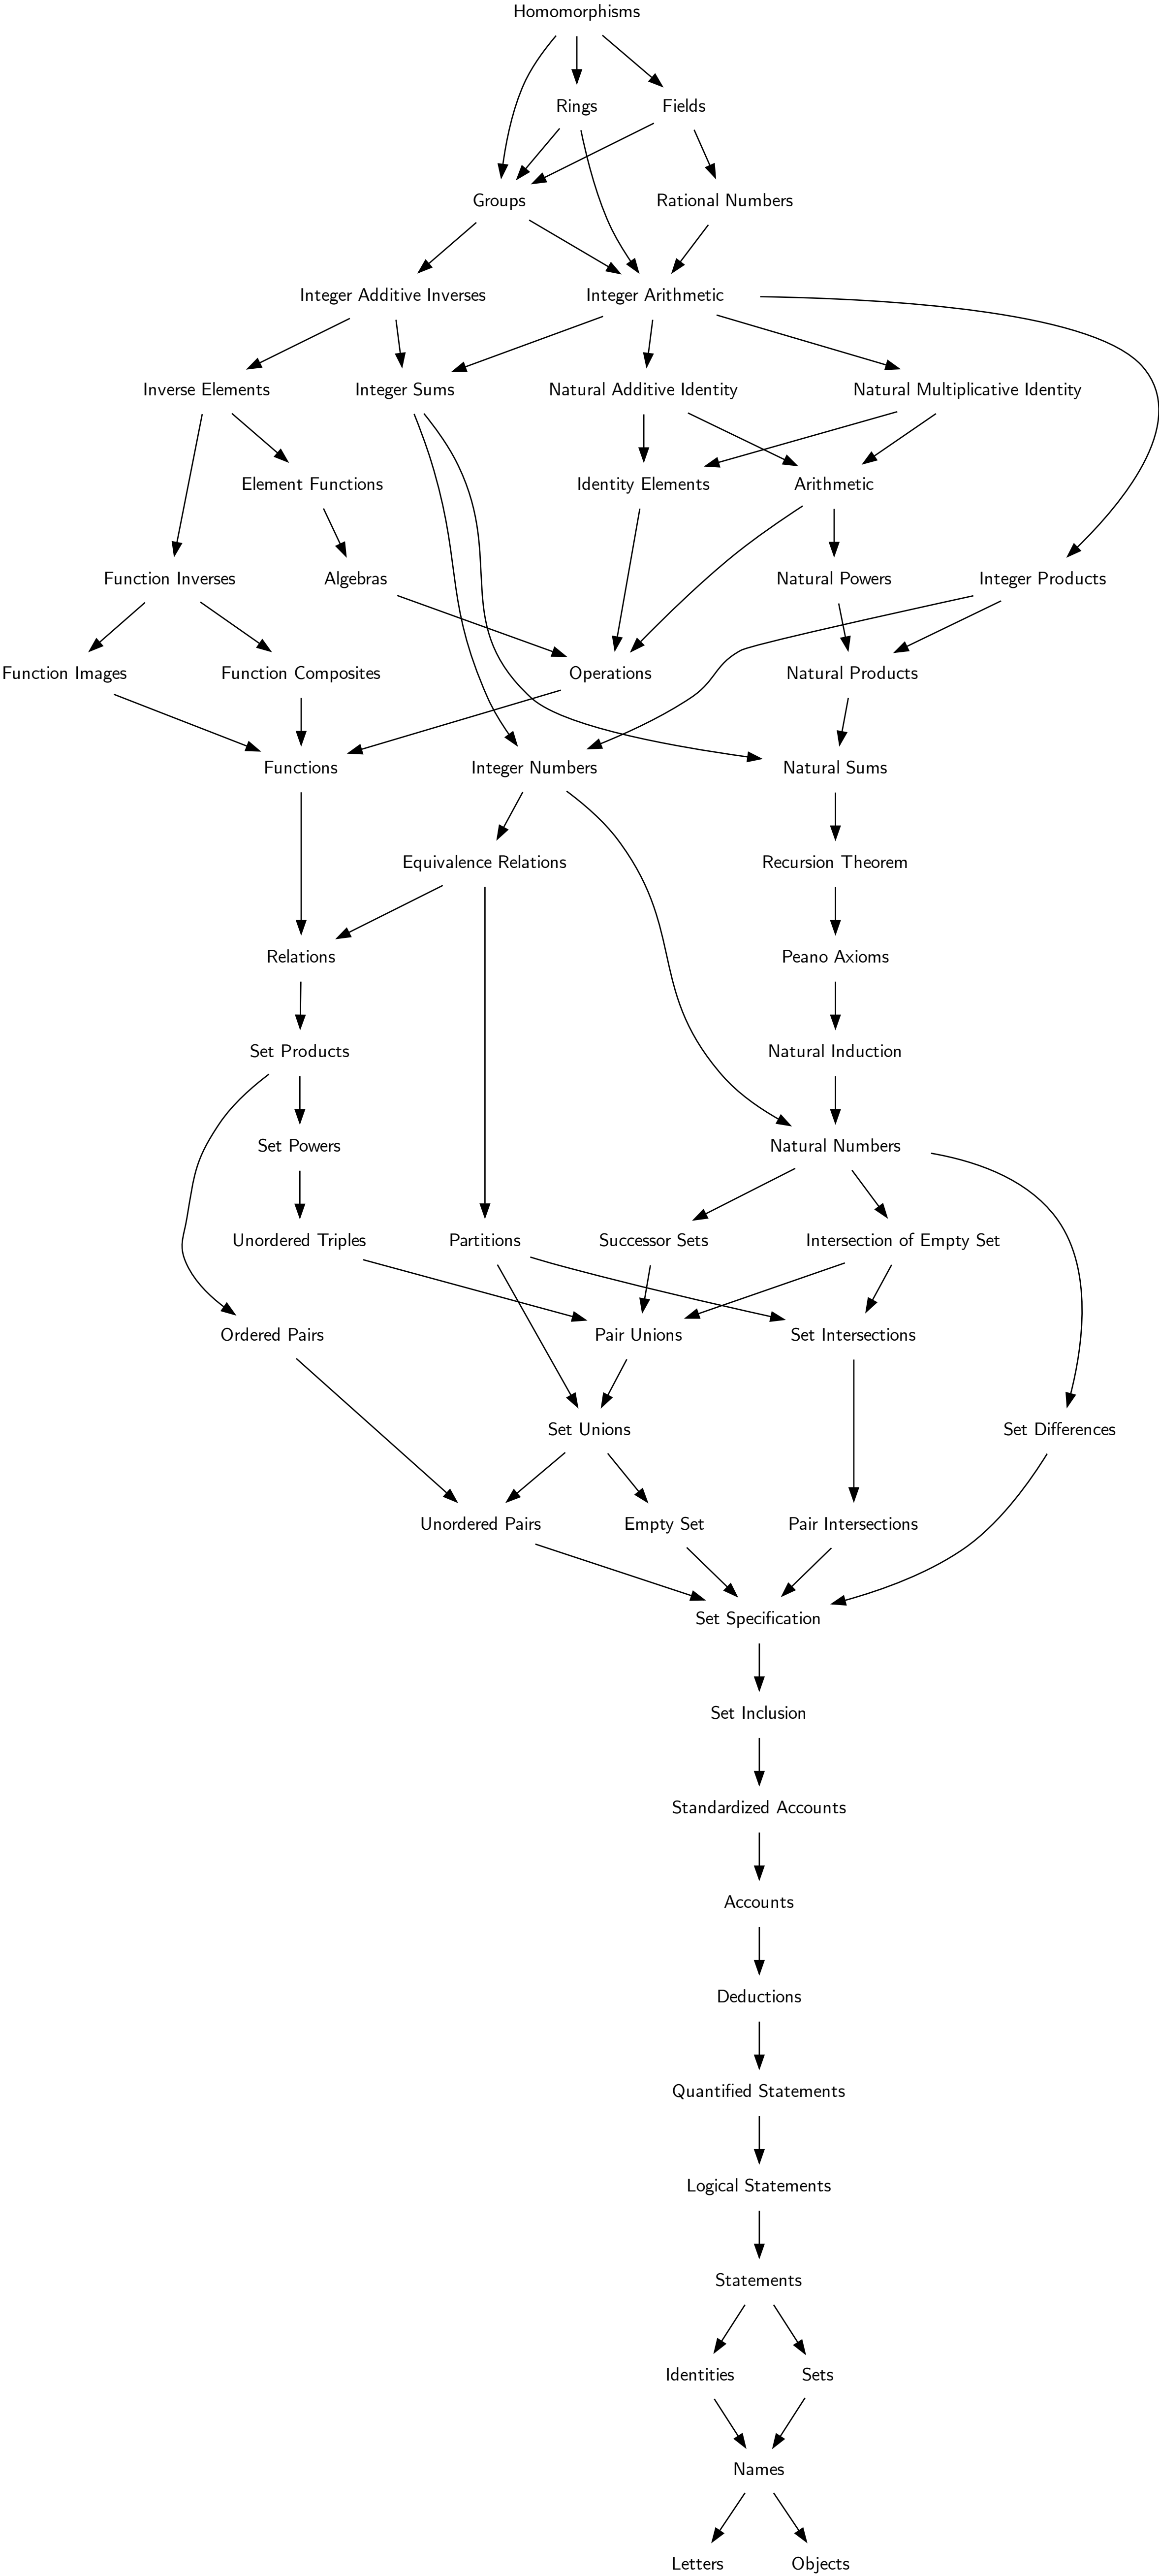 Homomorphisms
Rings
Fields
Groups
Rational Numbers
Integer Additive Inverses
Integer Arithmetic
Inverse Elements
Integer Sums
Natural Additive Identity
Natural Multiplicative Identity
Element Functions
Identity Elements
Arithmetic
Function Inverses
Algebras
Natural Powers
Integer Products
Function Images
Function Composites
Operations
Natural Products
Functions
Integer Numbers
Natural Sums
Equivalence Relations
Recursion Theorem
Relations
Peano Axioms
Set Products
Natural Induction
Set Powers
Natural Numbers
Unordered Triples
Partitions
Successor Sets
Intersection of Empty Set
Ordered Pairs
Pair Unions
Set Intersections
Set Unions
Set Differences
Unordered Pairs
Empty Set
Pair Intersections
Set Specification
Set Inclusion
Standardized Accounts
Accounts
Deductions
Quantified Statements
Logical Statements
Statements
Identities
Sets
Names
Letters
Objects